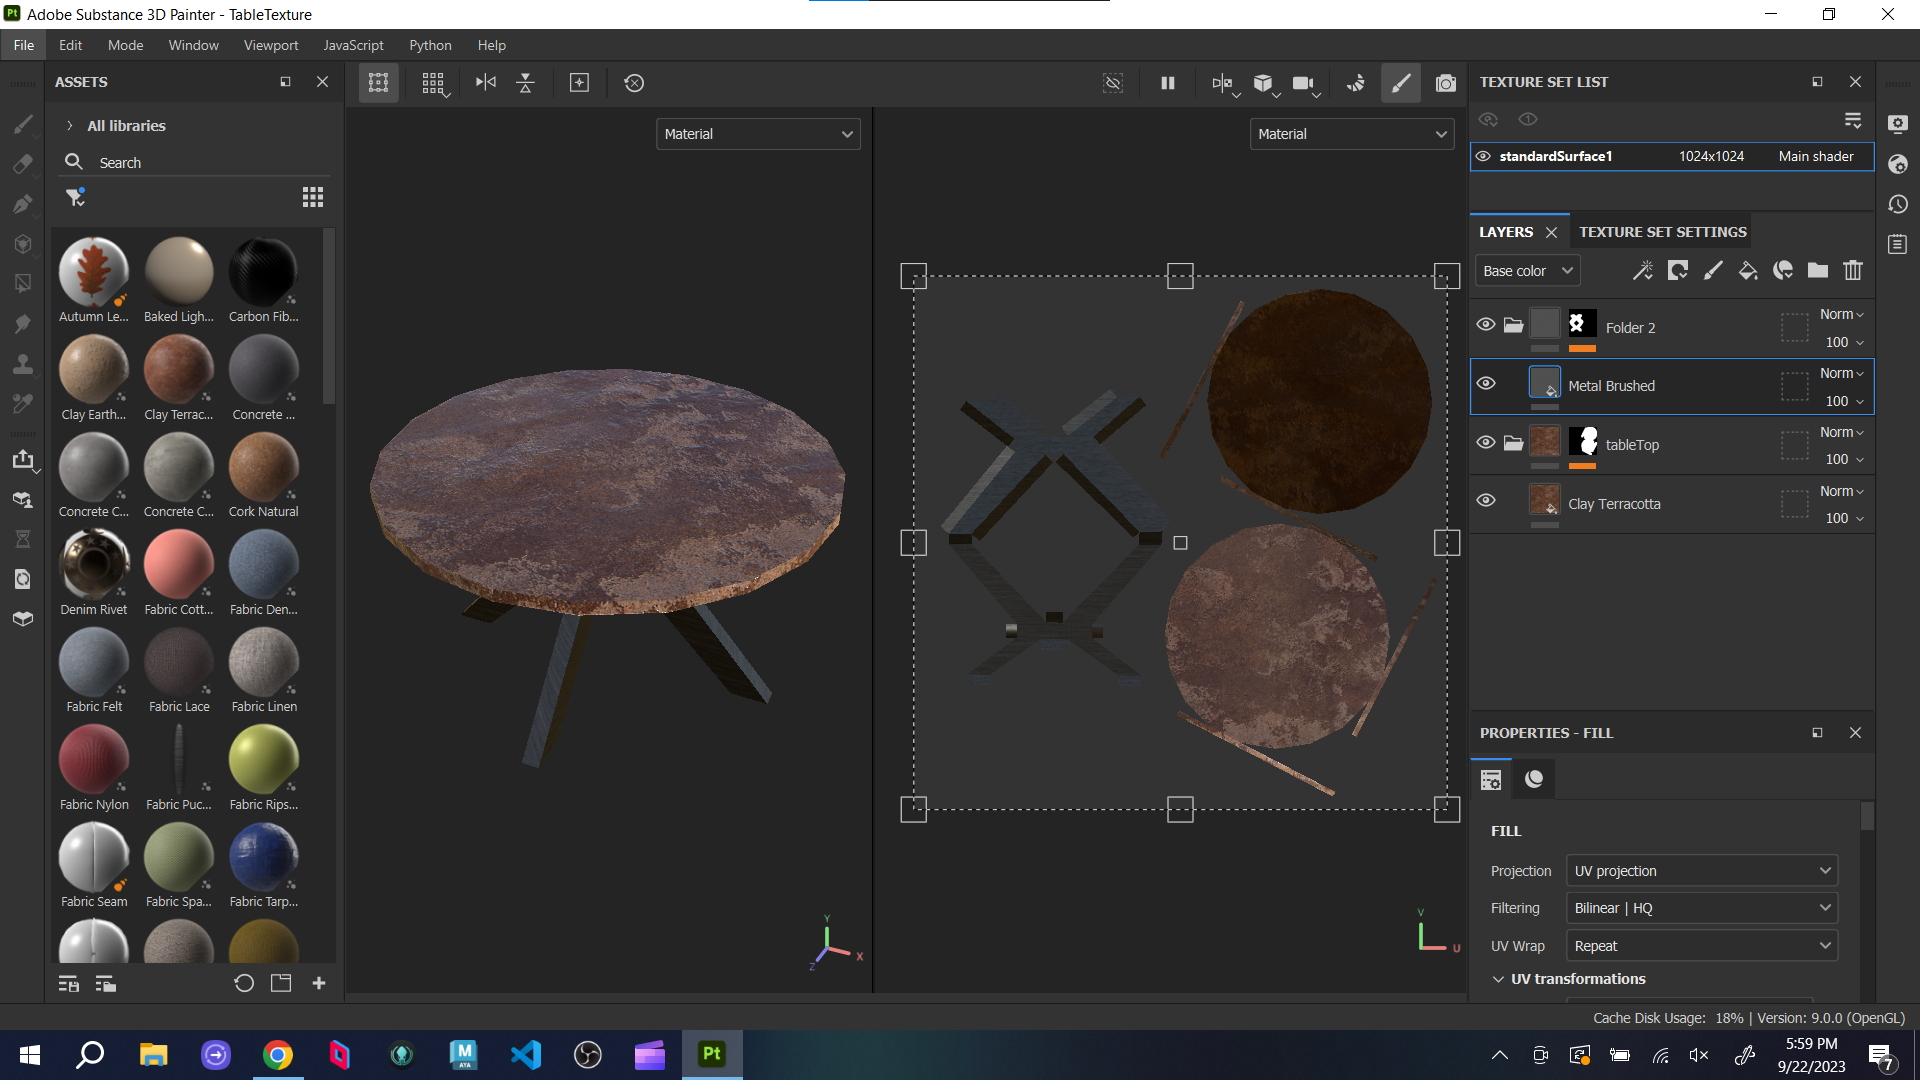 Pt Adobe Substance 3D Painter - TableTexture
File Edit Mode Window Viewport JavaScript Python Help
ASSETS
All libraries
Search
Autumn Le... Baked Ligh... Carbon Fib...
Clay Earth... Clay Terrac... Concrete ...
Concrete C... Concrete C... Cork Natural
Denim Rivet Fabric Cott... Fabric Den...
Fabric Felt Fabric Lace Fabric Linen
Fabric Nylon Fabric Puc... Fabric Rips...
Fabric Seam Fabric Spa... Fabric Tarp...
Material
Y
X
Z
Material
V
U
TEXTURE SET LIST
standardSurface1 1024x1024 Main shader
LAYERS TEXTURE SET SETTINGS
Base color
Folder 2 Norm 100
Metal Brushed Norm 100
tableTop Norm 100
Clay Terracotta Norm 100
PROPERTIES - FILL
FILL
Projection UV projection
Filtering Bilinear | HQ
UV Wrap Repeat
UV transformations
Cache Disk Usage: 18% | Version: 9.0.0 (OpenGL)
M
AYA
Pt
5:59 PM
9/22/2023
7